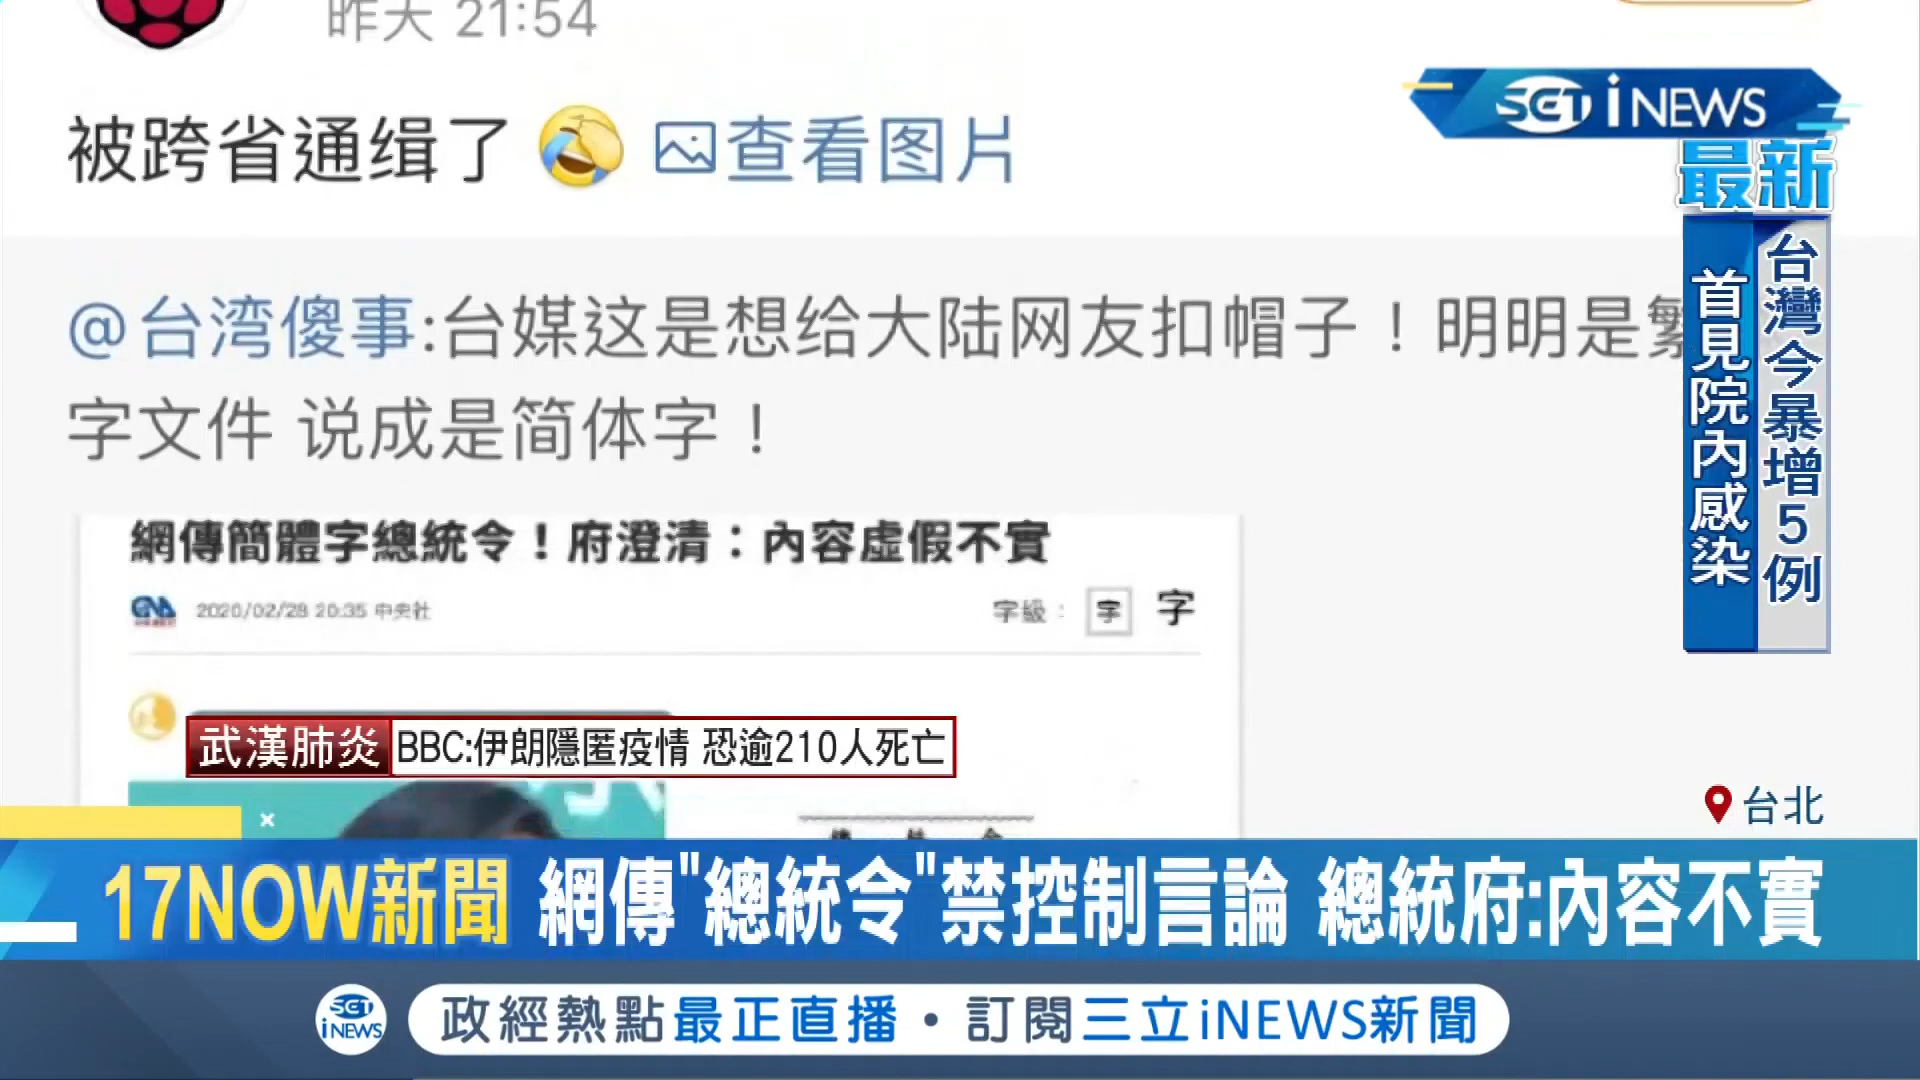 昨天 21:54
被跨省通缉了 查看图片
@台湾傻事:台媒这是想给大陆网友扣帽子！明明是繁
字文件 说成是简体字！
網傳簡體字總統令！府澄清：內容虛假不實
CNA 2020/02/28 20:35 中央社
字級： 字 字
SET iNEWS
最新
台灣今暴增5例
首見院內感染
武漢肺炎 BBC:伊朗隱匿疫情 恐逾210人死亡
台北
17NOW新聞 網傳"總統令"禁控制言論 總統府:內容不實
SET iNEWS 政經熱點最正直播・訂閱三立iNEWS新聞